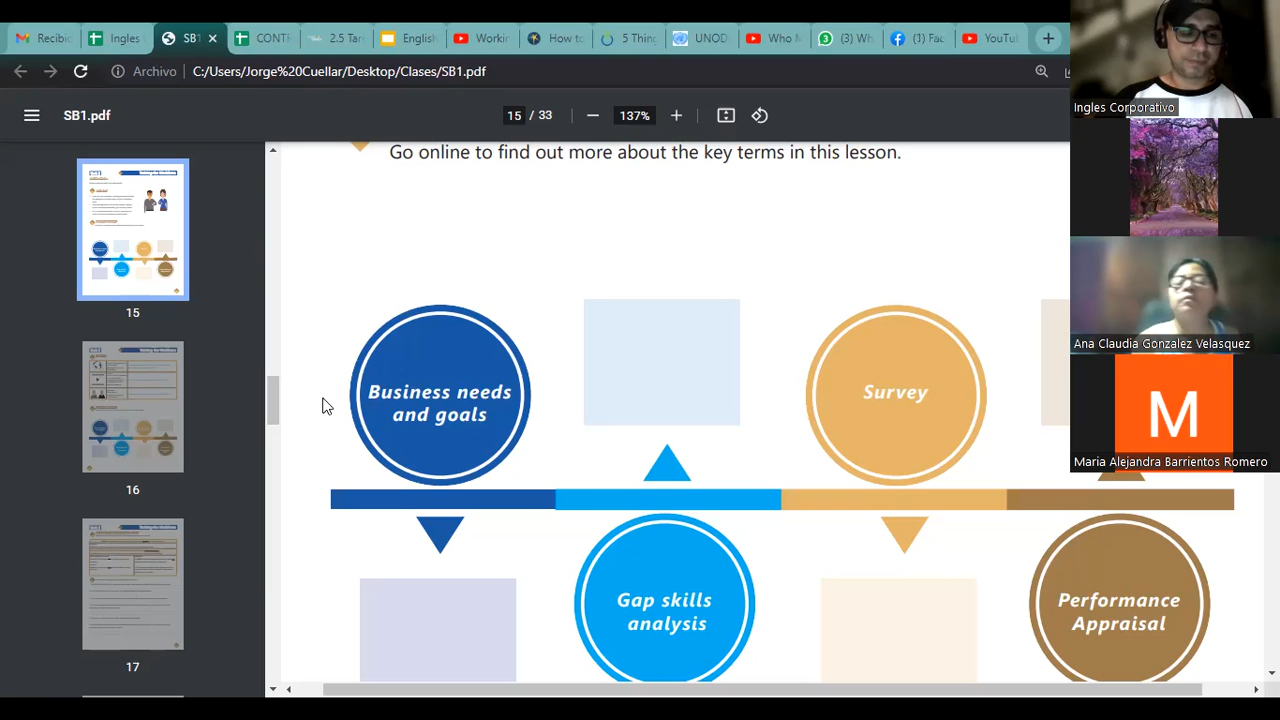 Recibid
Ingles
SB1
CONTR
2.5 Tar
English
Workin
How to
5 Thing
UNOD
Who M
(3) Wh
(1) Fac
YouTu
Archivo
C:/Users/Jorge%20Cuellar/Desktop/Clases/SB1.pdf
SB1.pdf
15 / 33
137%
Go online to find out more about the key terms in this lesson.
Business needs
and goals
Survey
Gap skills
analysis
Performance
Appraisal
15
16
17
Ingles Corporativo
Ana Claudia Gonzalez Velasquez
M
Maria Alejandra Barrientos Romero